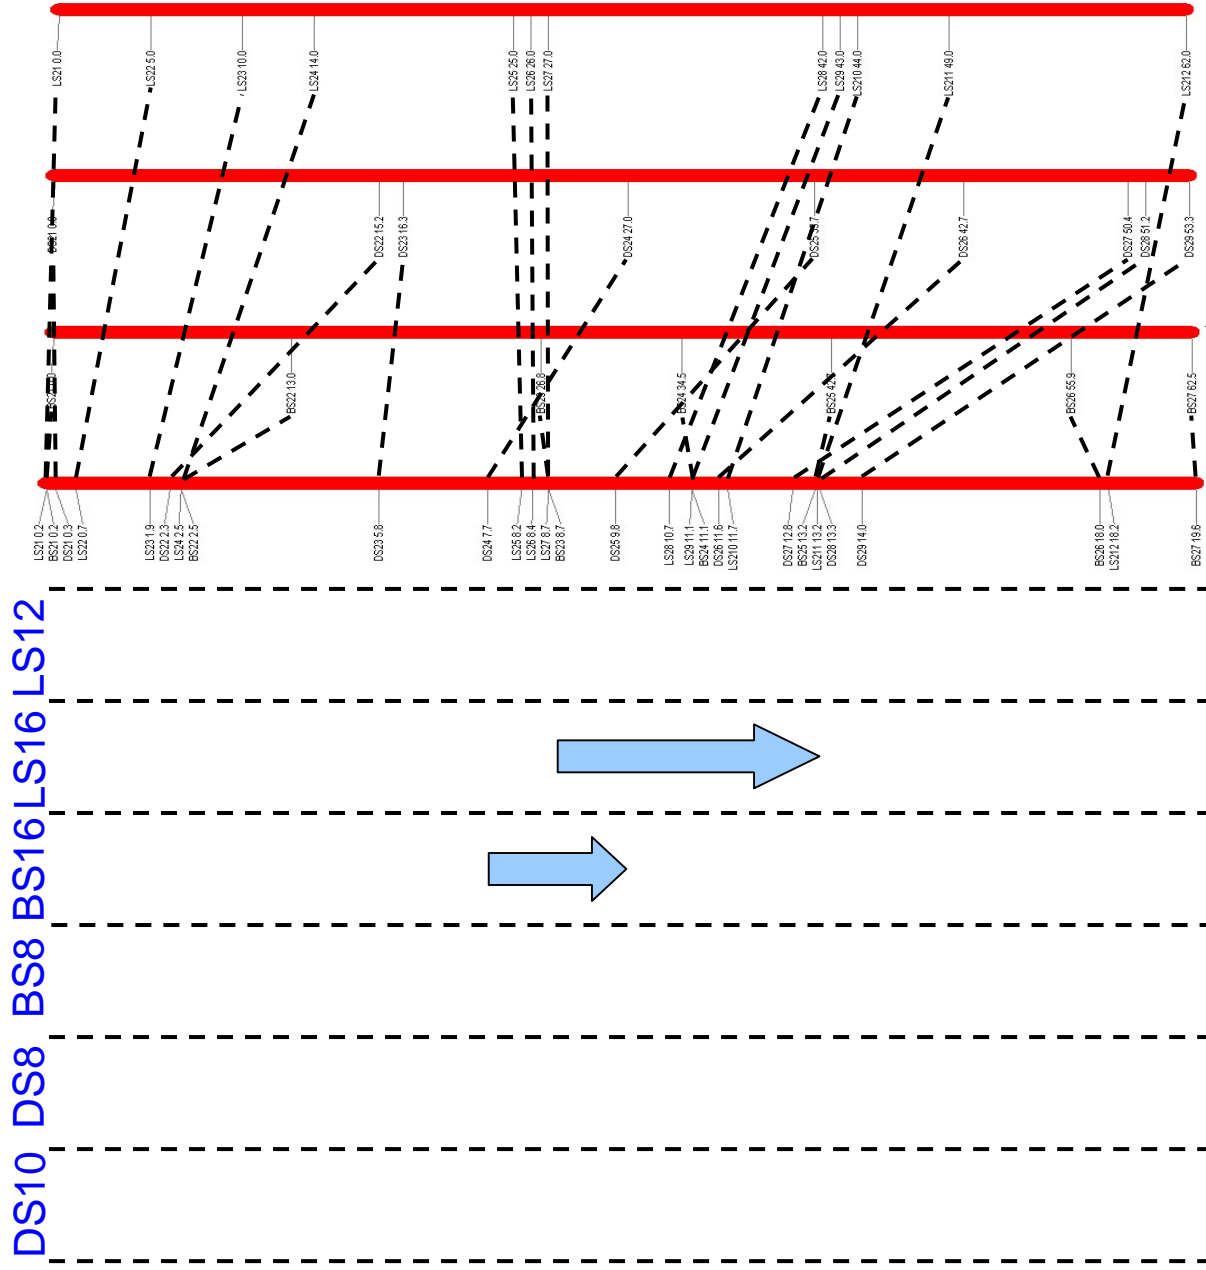 LS21 0.0
LS22 5.0
LS23 10.0
LS24 14.0
LS25 25.0
LS26 26.0
LS27 27.0
LS28 42.0
LS29 43.0
LS210 44.0
LS211 49.0
LS212 62.0
DS21 0.0
DS22 15.2
DS23 16.3
DS24 27.0
DS25
DS26 42.7
DS27 50.4
DS28 51.2
DS29 53.3
BS22 13.0
BS23 26.8
BS24 34.5
BS25
BS26 55.9
BS27 62.5
LS21 0.2
BS21 0.2
DS21 0.3
LS22 0.7
LS23 1.9
DS22 2.3
LS24 2.5
BS22 2.5
DS23 5.8
DS24 7.7
LS25 8.2
LS26 8.4
LS27 8.7
BS23 8.7
DS25 9.8
LS28 10.7
LS29 11.1
BS24 11.1
DS26 11.6
LS210 11.7
DS27 12.8
BS25 13.2
LS211 13.2
DS28 13.3
DS29 14.0
BS26 18.0
LS212 18.2
BS27 19.6
LS12
LS16
BS16
BS8
DS8
DS10